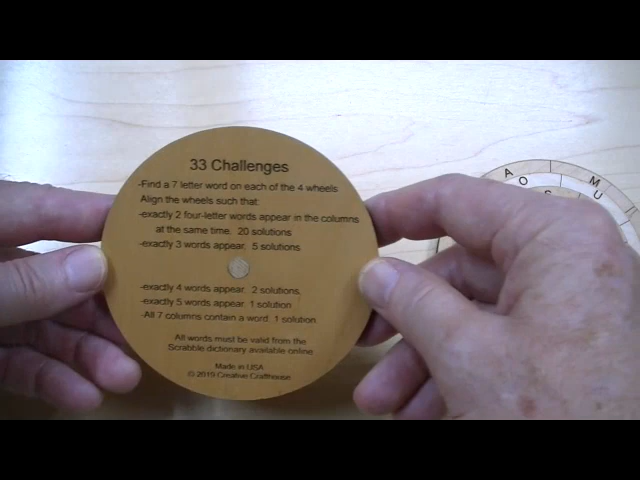 33 Challenges
-Find a 7 letter word on each of the 4 wheels
Align the wheels such that:
-exactly 2 four-letter words appear in the columns
at the same time. 20 solutions
-exactly 3 words appear. 5 solutions
-exactly 4 words appear. 2 solutions,
-exactly 5 words appear. 1 solution
-All 7 columns contain a word. 1 solution
All words must be valid from the
Scrabble dictionary available online
Made in USA
© 2019 Creative Crafthouse
A M
O S U